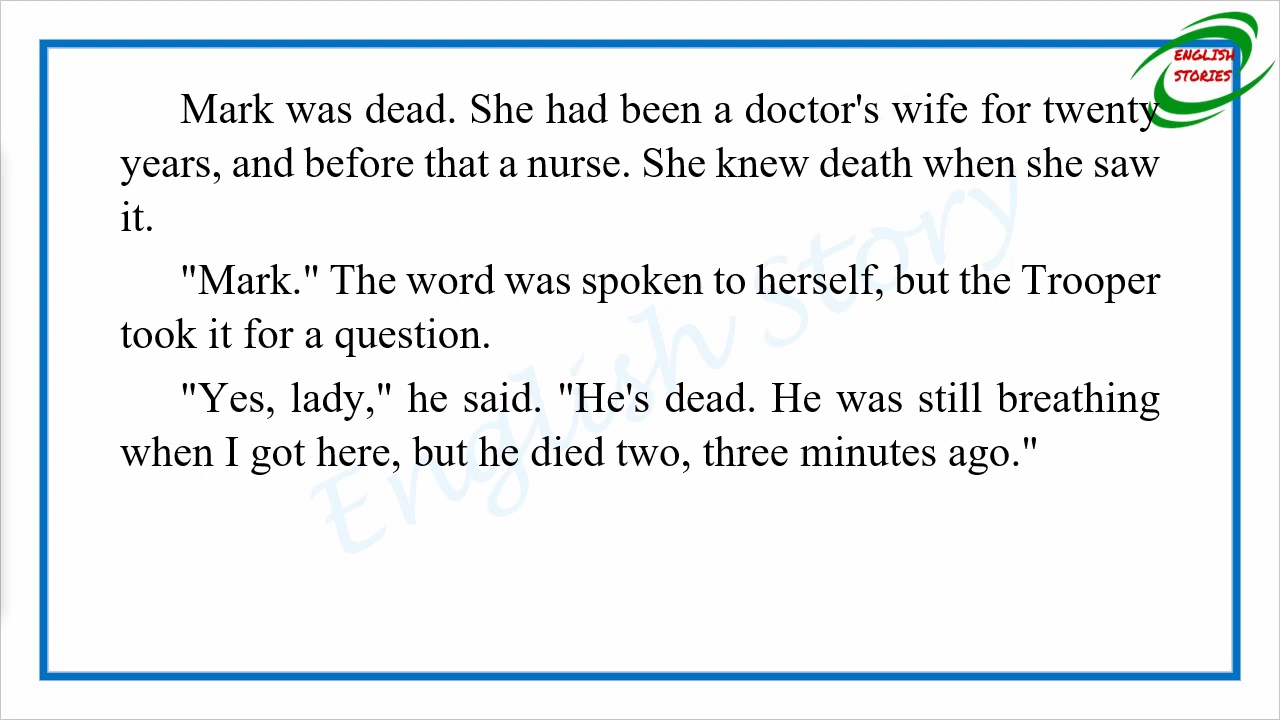 ENGLISH
STORIES
Mark was dead. She had been a doctor's wife for twenty
years, and before that a nurse. She knew death when she saw
it.
"Mark." The word was spoken to herself, but the Trooper
took it for a question.
"Yes, lady," he said. "He's dead. He was still breathing
when I got here, but he died two, three minutes ago."
English Story